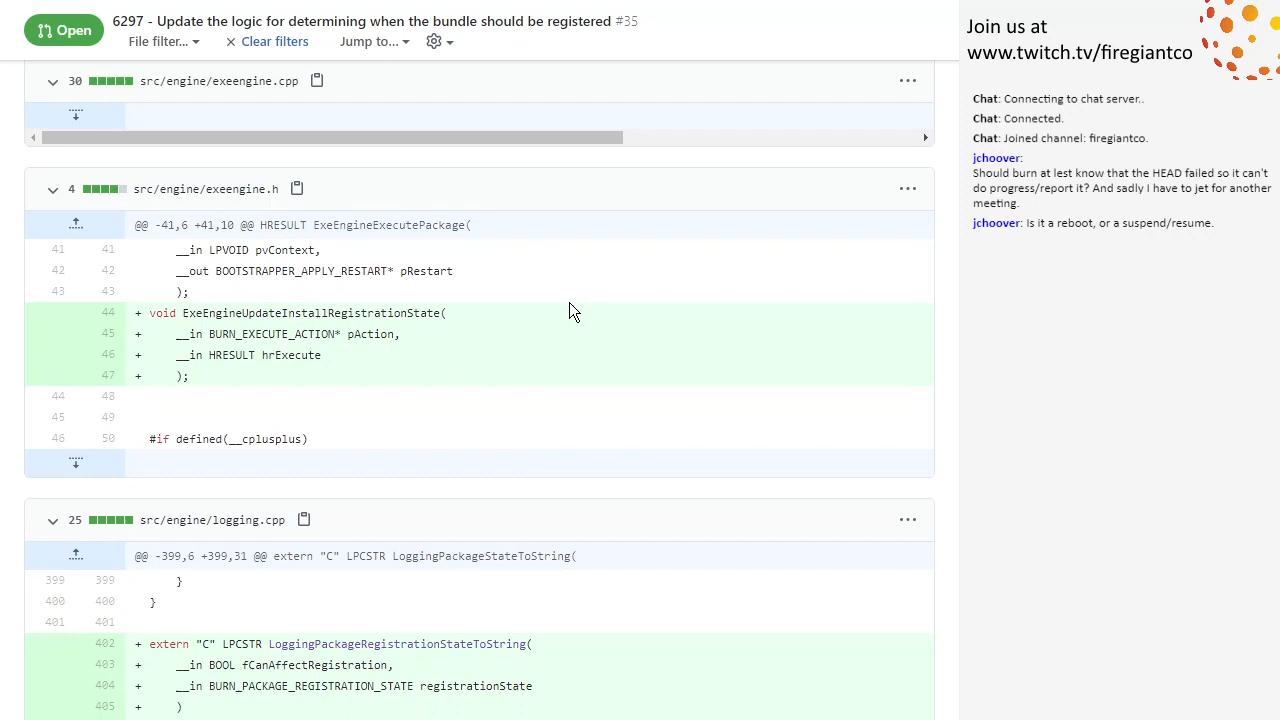 Open
6297 - Update the logic for determining when the bundle should be registered #35
File filter... Clear filters Jump to...
30 src/engine/exeengine.cpp
4 src/engine/exeengine.h
@@ -41,6 +41,10 @@ HRESULT ExeEngineExecutePackage(
41 41 __in LPVOID pvContext,
42 42 __out BOOTSTRAPPER_APPLY_RESTART* pRestart
43 43 );
44 + void ExeEngineUpdateInstallRegistrationState(
45 + __in BURN_EXECUTE_ACTION* pAction,
46 + __in HRESULT hrExecute
47 + );
44 48
45 49
46 50 #if defined(__cplusplus)
25 src/engine/logging.cpp
@@ -399,6 +399,31 @@ extern "C" LPCSTR LoggingPackageStateToString(
399 399 }
400 400 }
401 401
402 + extern "C" LPCSTR LoggingPackageRegistrationStateToString(
403 + __in BOOL fCanAffectRegistration,
404 + __in BURN_PACKAGE_REGISTRATION_STATE registrationState
405 + )
Join us at
www.twitch.tv/firegiantco
Chat: Connecting to chat server..
Chat: Connected.
Chat: Joined channel: firegiantco.
jchoover:
Should burn at lest know that the HEAD failed so it can't
do progress/report it? And sadly I have to jet for another
meeting.
jchoover: Is it a reboot, or a suspend/resume.